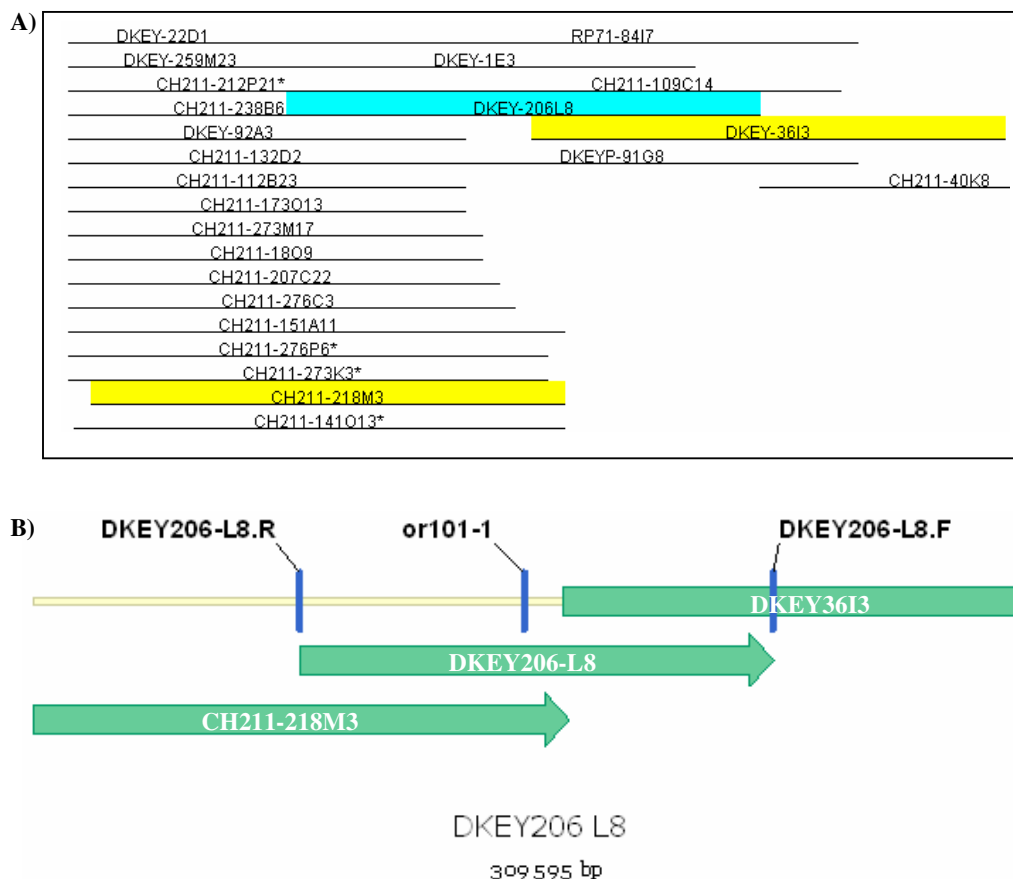 A)
DKEY-22D1 RP71-84I7
DKEY-259M23 DKEY-1E3
CH211-212P21* CH211-109C14
CH211-238B6 DKEY-206L8
DKEY-92A3 DKEY-36I3
CH211-132D2 DKEYP-91G8
CH211-112B23 CH211-40K8
CH211-173O13
CH211-273M17
CH211-18O9
CH211-207C22
CH211-276C3
CH211-151A11
CH211-276P6*
CH211-273K3*
CH211-218M3
CH211-141O13*
B)
DKEY206-L8.R or101-1 DKEY206-L8.F
DKEY36I3
DKEY206-L8
CH211-218M3
DKEY206 L8
309595 bp